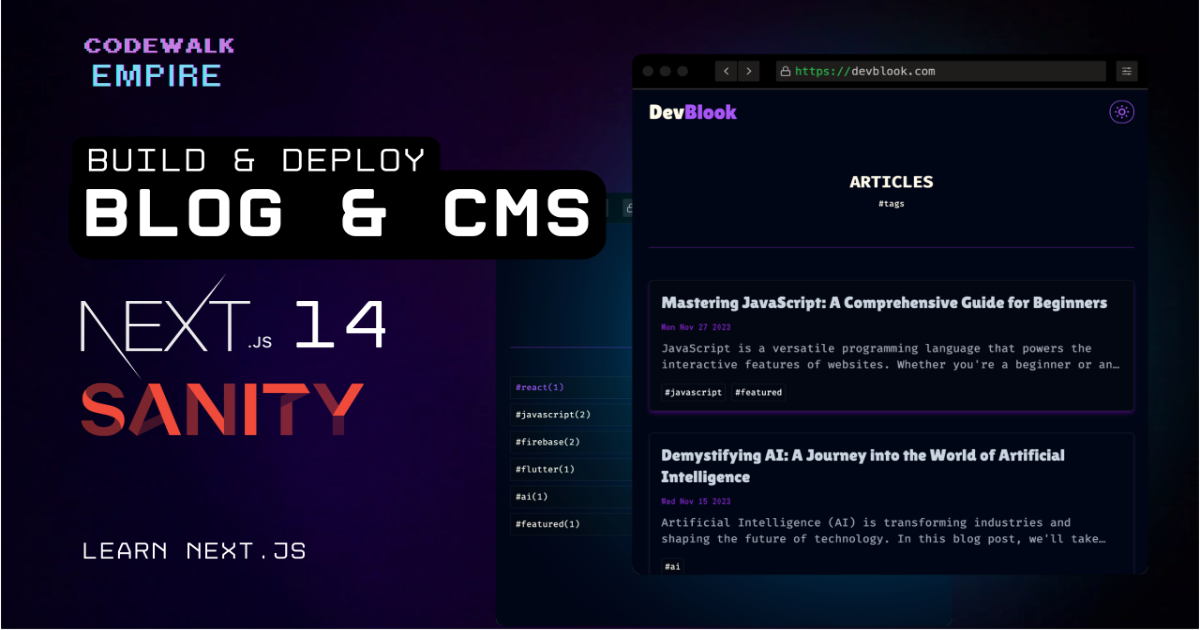 CODEWALK
EMPIRE
BUILD & DEPLOY
BLOG & CMS
NEXT.JS 14
SANITY
LEARN NEXT.JS
#react(1)
#javascript(2)
#firebase(2)
#flutter(1)
#ai(1)
#featured(1)
https://devblook.com
DevBlook
ARTICLES
#tags
Mastering JavaScript: A Comprehensive Guide for Beginners
Mon Nov 27 2023
JavaScript is a versatile programming language that powers the
interactive features of websites. Whether you're a beginner or an…
#javascript #featured
Demystifying AI: A Journey into the World of Artificial
Intelligence
Wed Nov 15 2023
Artificial Intelligence (AI) is transforming industries and
shaping the future of technology. In this blog post, we'll take…
#ai